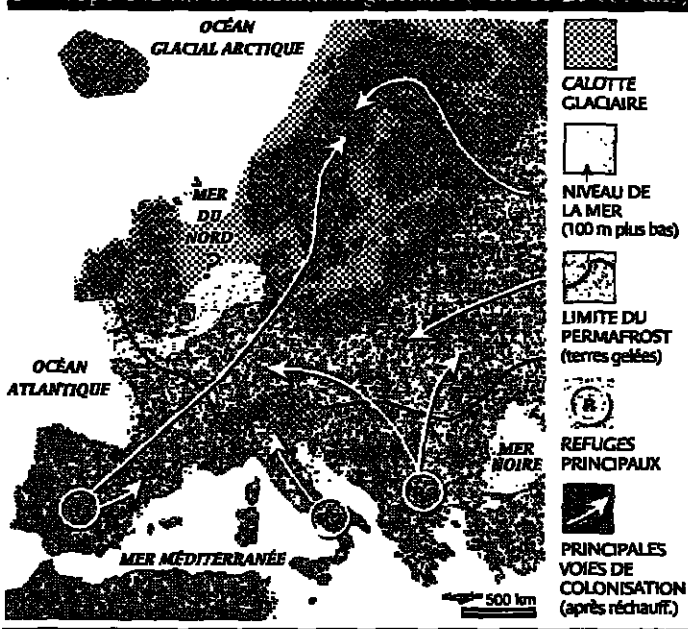 OCÉAN
GLACIAL ARCTIQUE
MER
DU
NORD
OCÉAN
ATLANTIQUE
MER
NOIRE
MER MÉDITERRANÉE
500 km
CALOTTE
GLACIAIRE
NIVEAU DE
LA MER
(100 m plus bas)
LIMITE DU
PERMAFROST
(terres gelées)
REFUGES
PRINCIPAUX
PRINCIPALES
VOIES DE
COLONISATION
(après réchauff.)